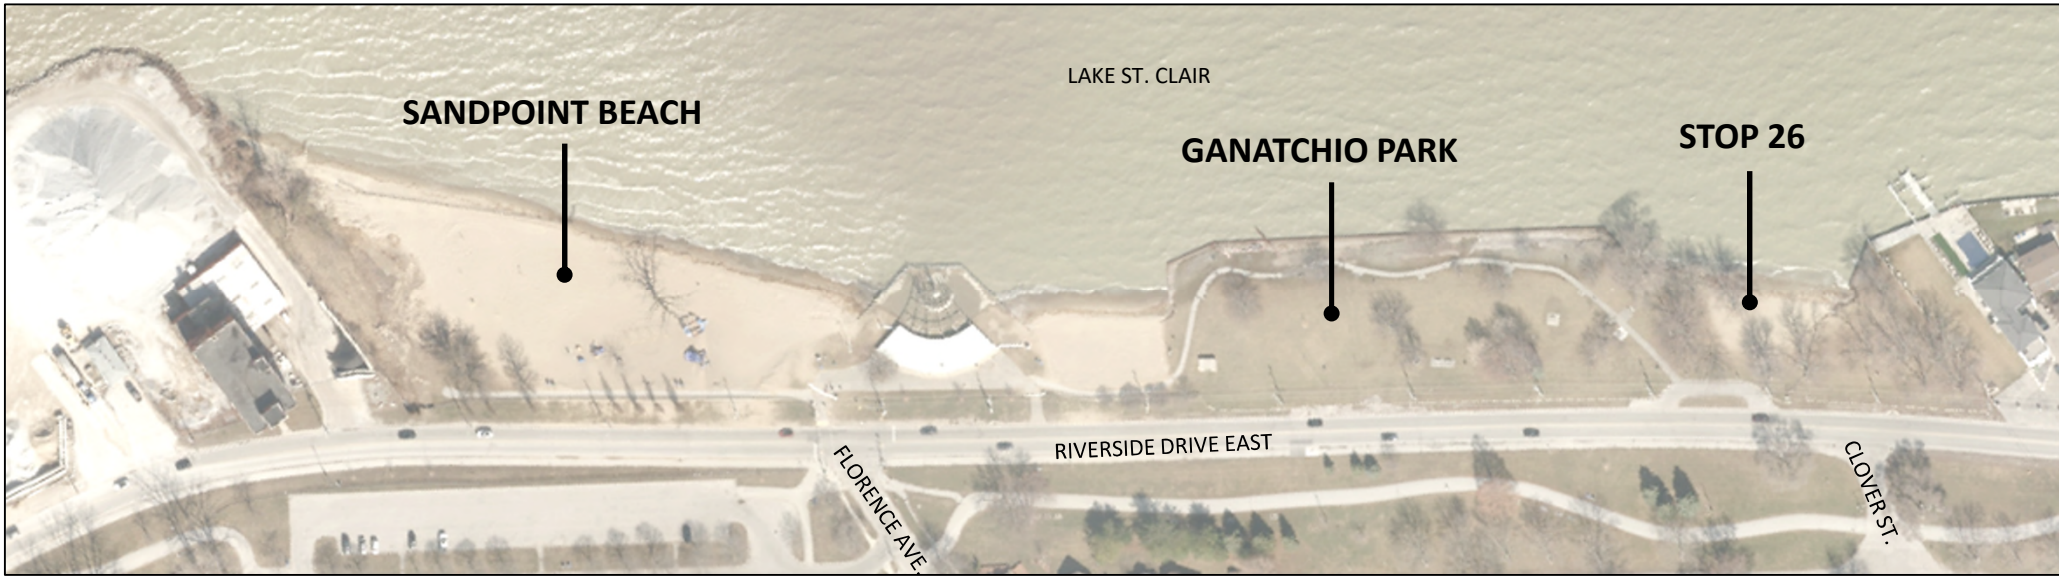 LAKE ST. CLAIR
SANDPOINT BEACH
GANATCHIO PARK
STOP 26
RIVERSIDE DRIVE EAST
FLORENCE AVE.
CLOVER ST.